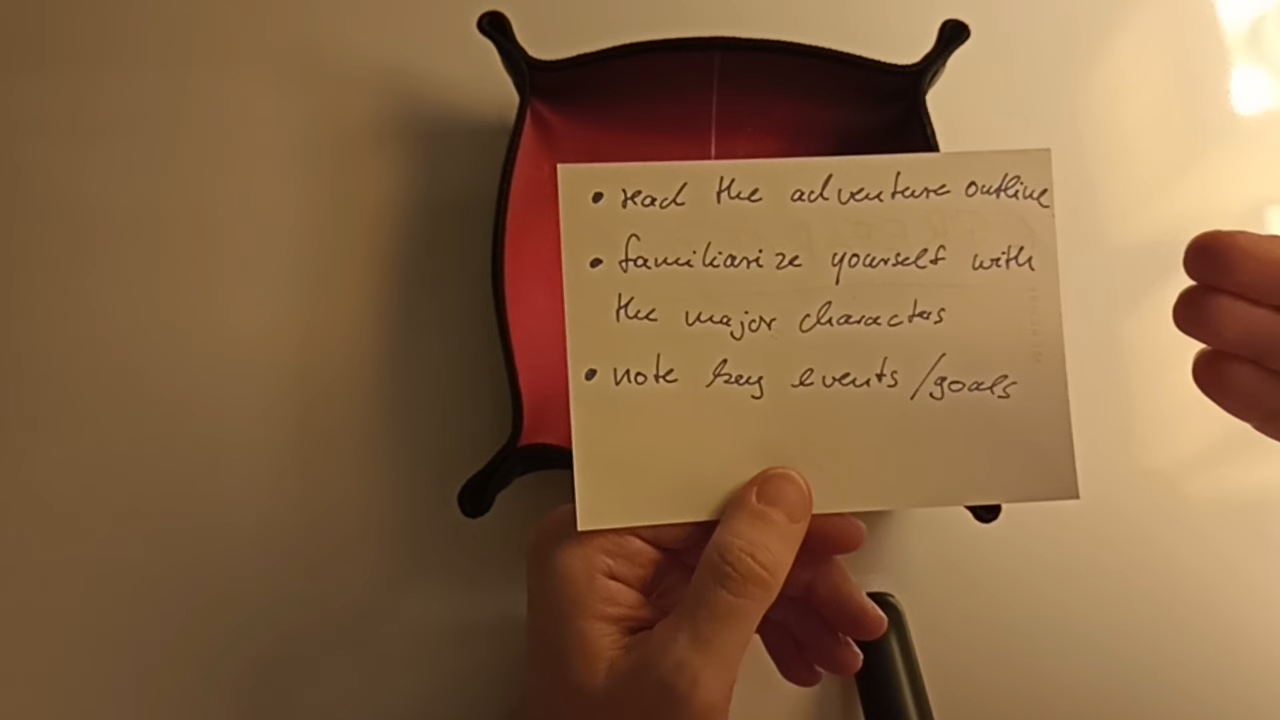 • read the adventure outline
• familiarize yourself with
the major characters
• note key events/goals